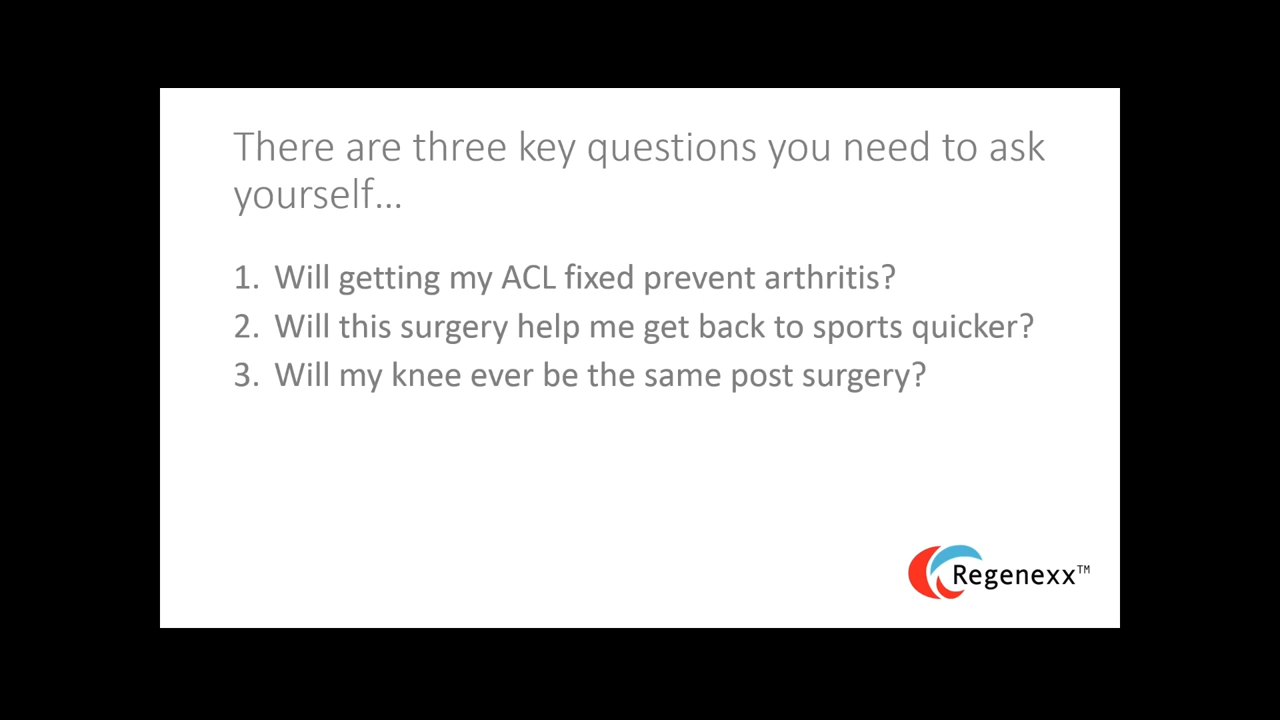 There are three key questions you need to ask
yourself...
1. Will getting my ACL fixed prevent arthritis?
2. Will this surgery help me get back to sports quicker?
3. Will my knee ever be the same post surgery?
Regenexx™